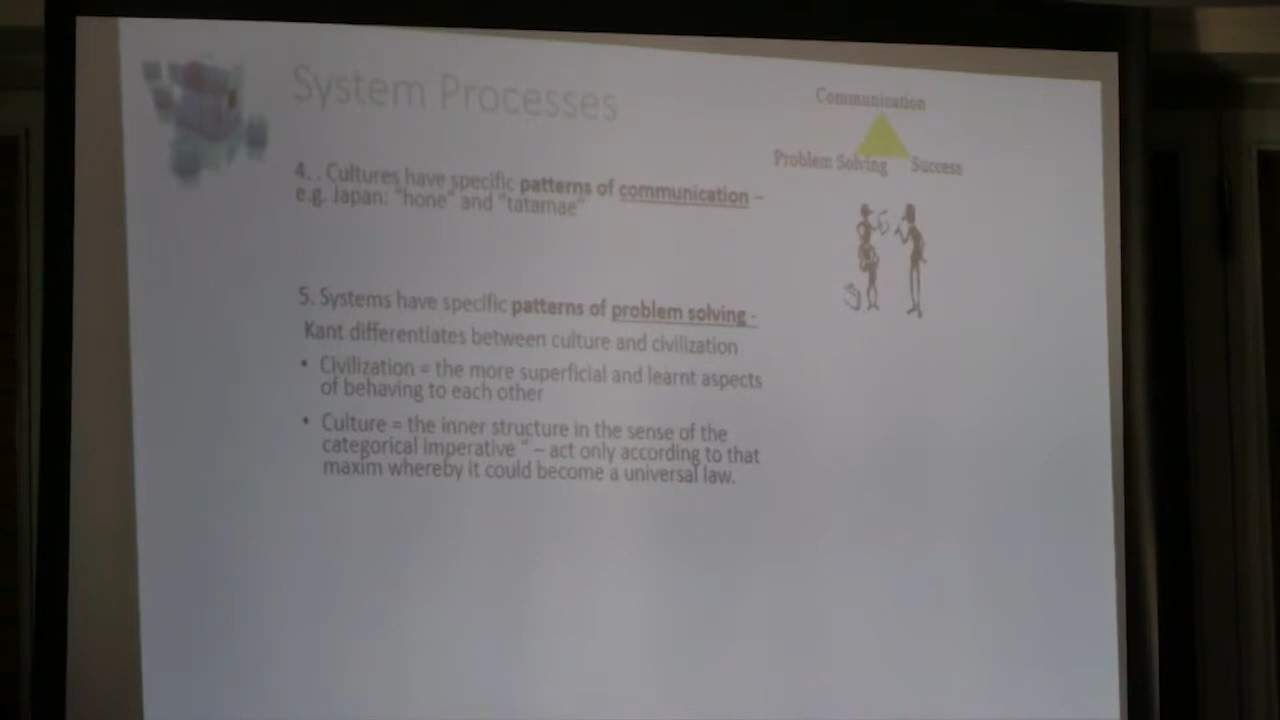 System Processes
Communication
Problem Solving Success
4. . Cultures have specific patterns of communication –
e.g. Japan: "hone" and "tatamae"
5. Systems have specific patterns of problem solving -
Kant differentiates between culture and civilization
• Civilization = the more superficial and learnt aspects
of behaving to each other
• Culture = the inner structure in the sense of the
categorical imperative “ – act only according to that
maxim whereby it could become a universal law.